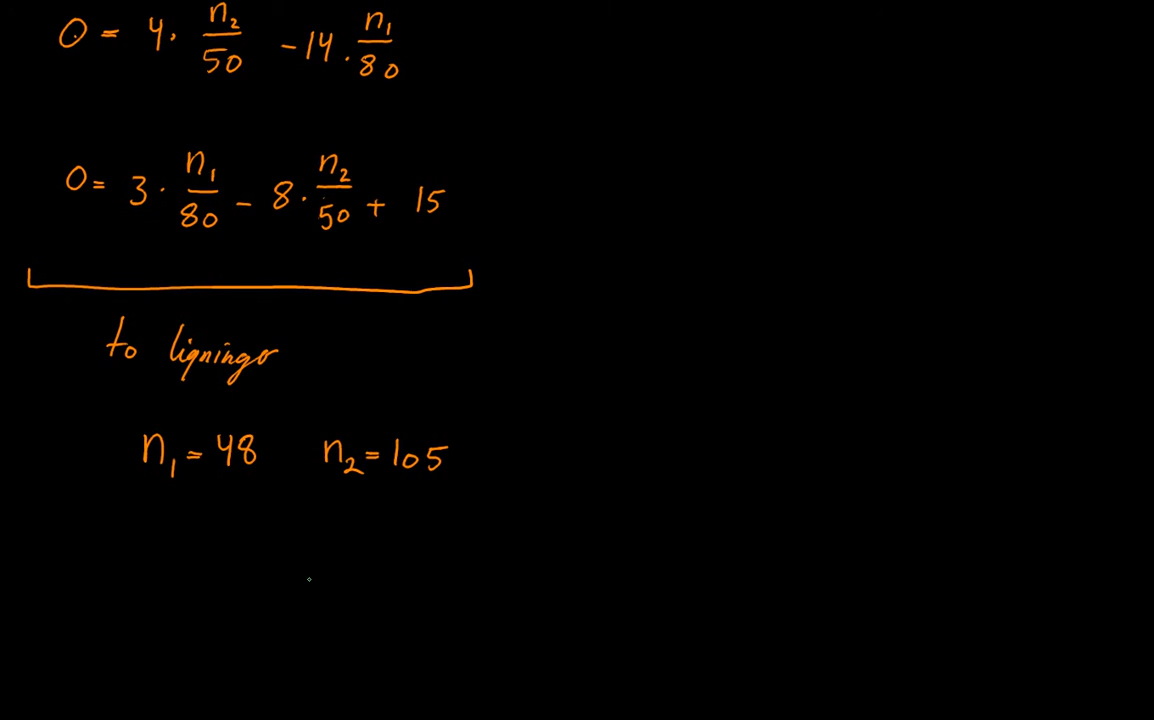 0 = 4 · n₂/50 - 14 · n₁/80
0 = 3 · n₁/80 - 8 · n₂/50 + 15
to ligninger
n₁ = 48 n₂ = 105